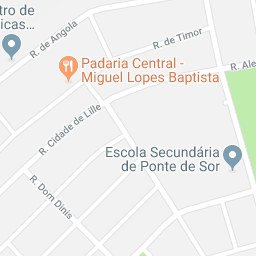 tro de
icas...
R. de Angola
R. de Timor
Padaria Central -
Miguel Lopes Baptista
R. Ale
R. Cidade de Lille
Escola Secundária
de Ponte de Sor
R. Dom Dinis